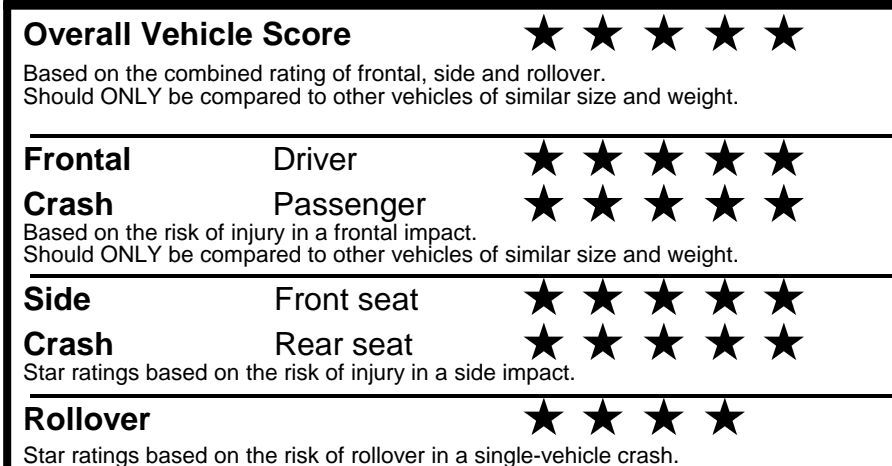 Overall Vehicle Score ★ ★ ★ ★ ★
Based on the combined rating of frontal, side and rollover.
Should ONLY be compared to other vehicles of similar size and weight.
Frontal Driver ★ ★ ★ ★ ★
Crash Passenger ★ ★ ★ ★ ★
Based on the risk of injury in a frontal impact.
Should ONLY be compared to other vehicles of similar size and weight.
Side Front seat ★ ★ ★ ★ ★
Crash Rear seat ★ ★ ★ ★ ★
Star ratings based on the risk of injury in a side impact.
Rollover ★ ★ ★ ★
Star ratings based on the risk of rollover in a single-vehicle crash.